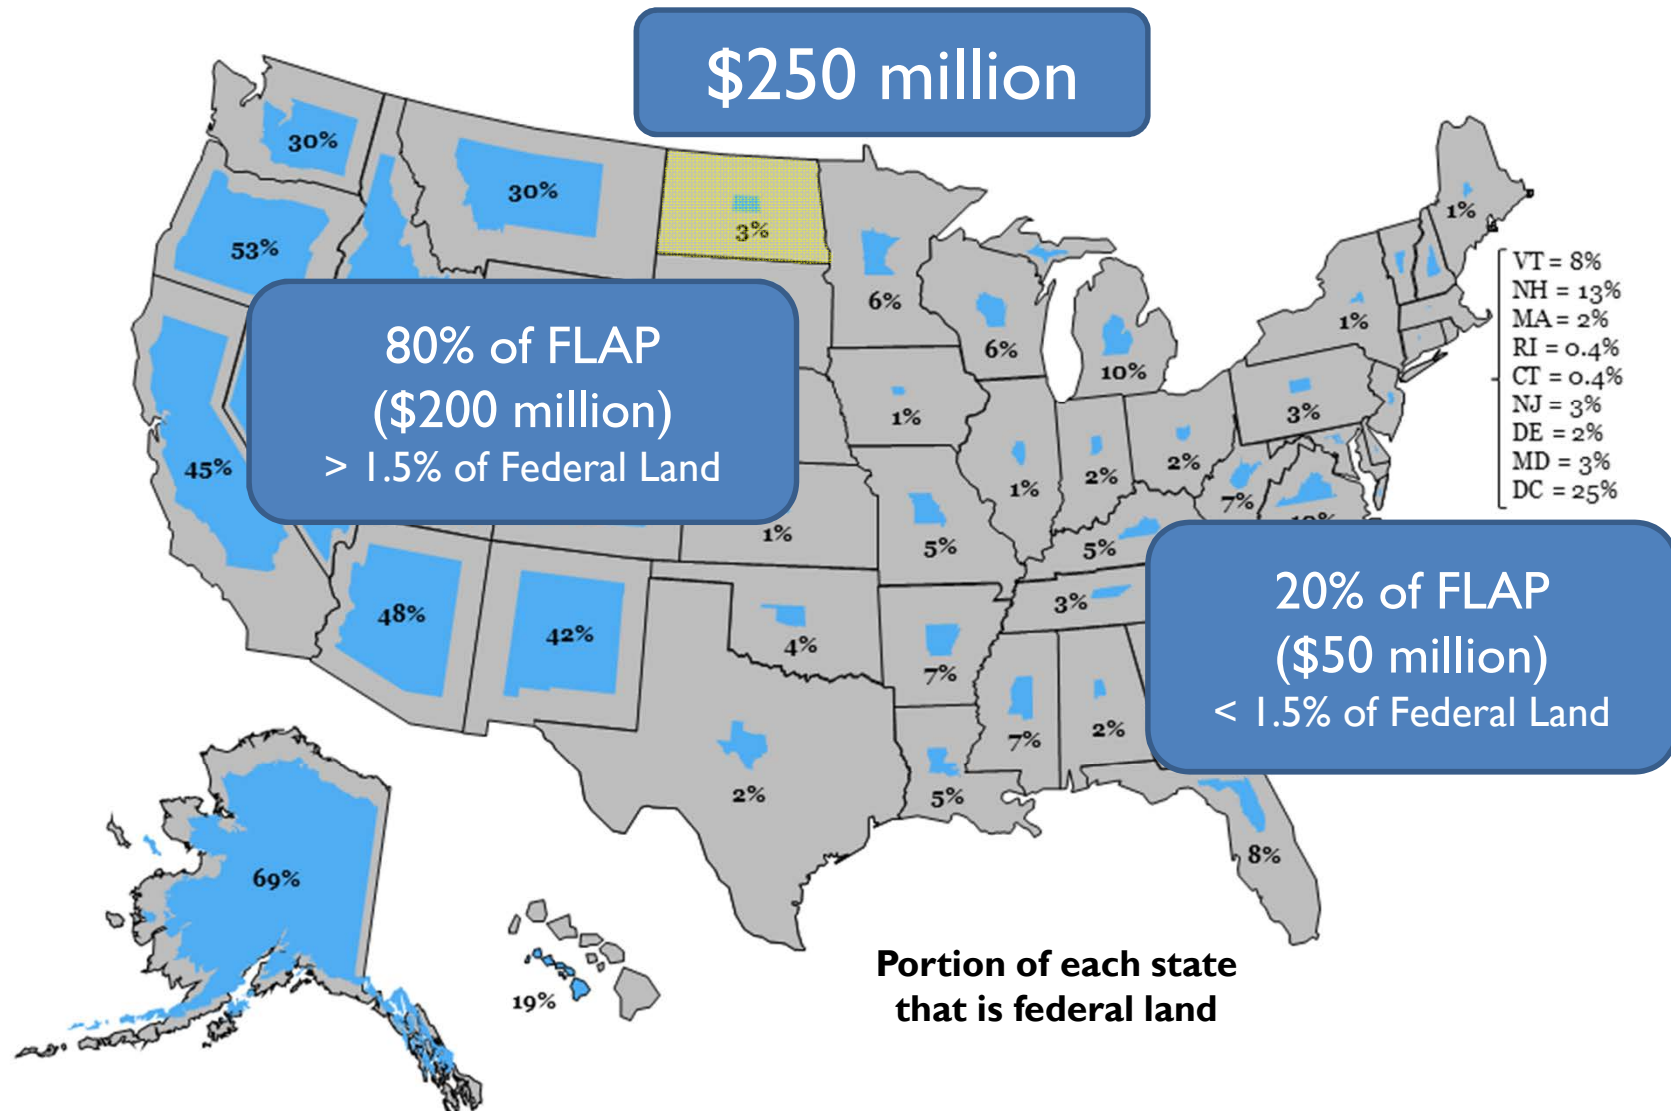 $250 million
30%
30%
3%
53%
6%
6%
10%
1%
1%
VT = 8%
NH = 13%
MA = 2%
RI = 0.4%
CT = 0.4%
NJ = 3%
DE = 2%
MD = 3%
DC = 25%
80% of FLAP
($200 million)
> 1.5% of Federal Land
45%
1%
1%
2%
2%
3%
7%
1%
5%
5%
48%
42%
4%
7%
3%
7%
2%
20% of FLAP
($50 million)
< 1.5% of Federal Land
2%
5%
8%
69%
19%
Portion of each state
that is federal land